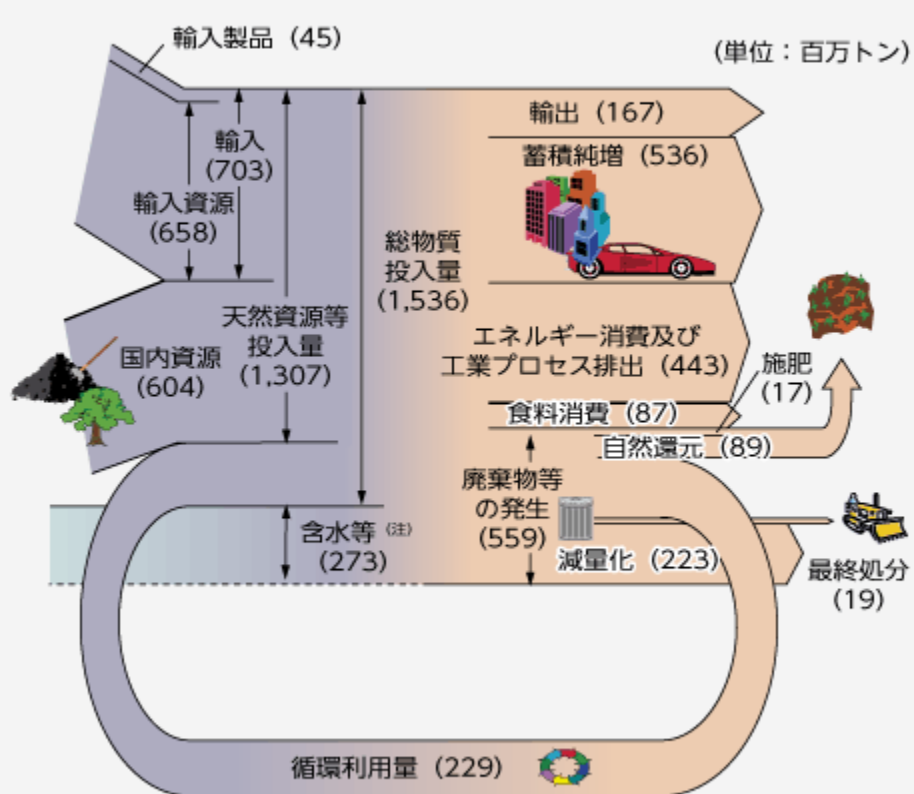 輸入製品（45）
（単位：百万トン）
輸入
（703）
輸入資源
（658）
総物質
投入量
（1,536）
天然資源等
投入量
（1,307）
国内資源
（604）
含水等（注）
（273）
輸出（167）
蓄積純増（536）
エネルギー消費及び
工業プロセス排出（443）
食料消費（87）
施肥
（17）
自然還元（89）
廃棄物等
の発生
（559）
減量化（223）
最終処分
（19）
循環利用量（229）